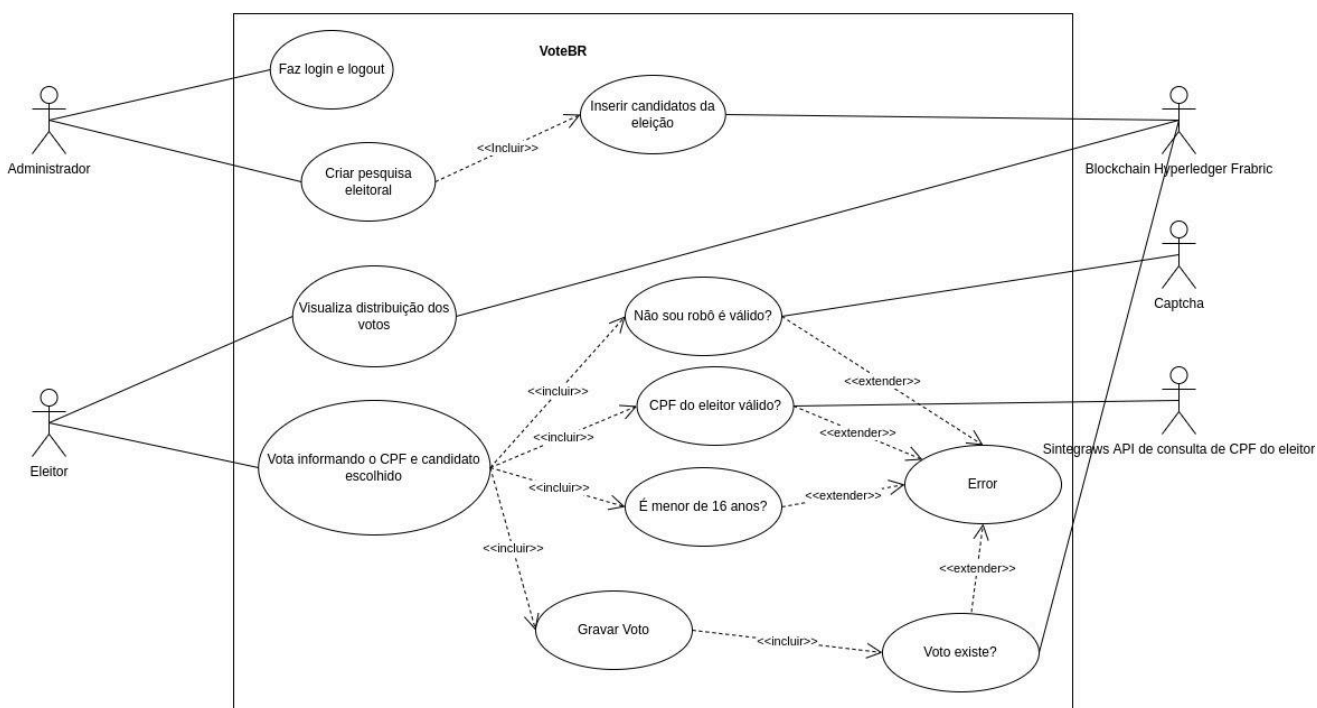 VoteBR
Faz login e logout
Inserir candidatos da
eleição
<<Incluir>>
Administrador
Criar pesquisa
eleitoral
Blockchain Hyperledger Frabric
Visualiza distribuição dos
votos
Não sou robô é válido?
Captcha
<<extender>>
<<incluir>>
CPF do eleitor válido?
<<incluir>>
<<extender>>
Sintegraws API de consulta de CPF do eleitor
Eleitor
Vota informando o CPF e candidato
escolhido
<<incluir>>
É menor de 16 anos?
<<extender>>
Error
<<incluir>>
<<extender>>
Gravar Voto
<<incluir>>
Voto existe?